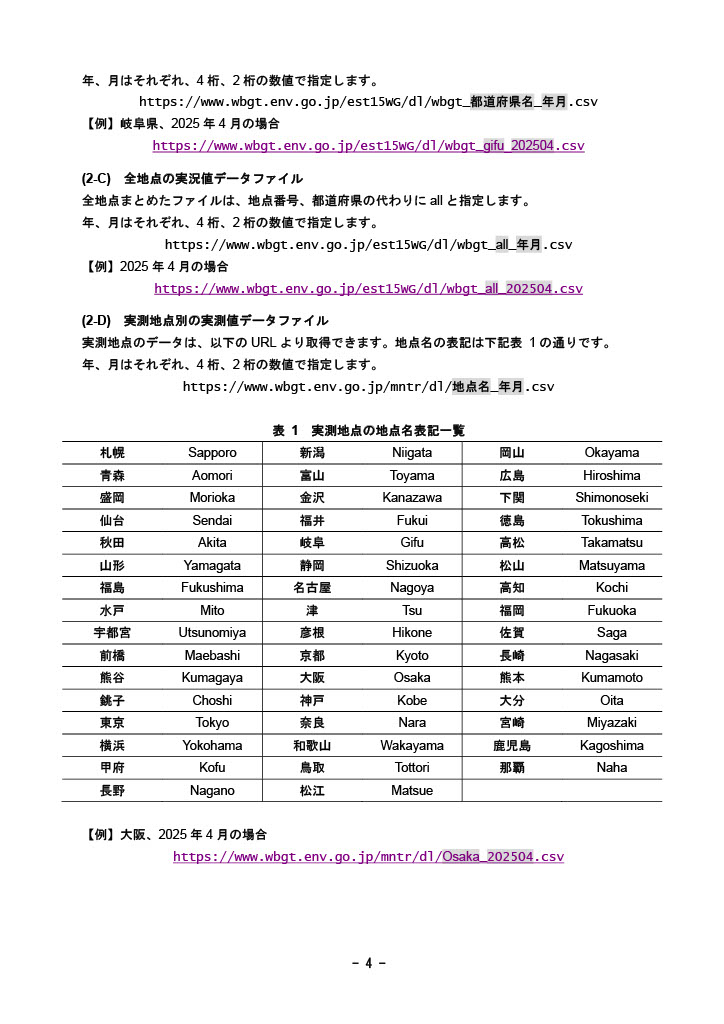 年、月はそれぞれ、4 桁、2 桁の数値で指定します。
https://www.wbgt.env.go.jp/est15WG/dl/wbgt_都道府県名_年月.csv
【例】岐阜県、2025 年 4 月の場合
https://www.wbgt.env.go.jp/est15WG/dl/wbgt_gifu_202504.csv
(2-C) 全地点の実況値データファイル
全地点まとめたファイルは、地点番号、都道府県の代わりに all と指定します。
年、月はそれぞれ、4 桁、2 桁の数値で指定します。
https://www.wbgt.env.go.jp/est15WG/dl/wbgt_all_年月.csv
【例】2025 年 4 月の場合
https://www.wbgt.env.go.jp/est15WG/dl/wbgt_all_202504.csv
(2-D) 実測地点別の実測値データファイル
実測地点のデータは、以下の URL より取得できます。地点名の表記は下記表 1 の通りです。
年、月はそれぞれ、4 桁、2 桁の数値で指定します。
https://www.wbgt.env.go.jp/mntr/dl/地点名_年月.csv
表 1 実測地点の地点名表記一覧
札幌 Sapporo 新潟 Niigata 岡山 Okayama
青森 Aomori 富山 Toyama 広島 Hiroshima
盛岡 Morioka 金沢 Kanazawa 下関 Shimonoseki
仙台 Sendai 福井 Fukui 徳島 Tokushima
秋田 Akita 岐阜 Gifu 高松 Takamatsu
山形 Yamagata 静岡 Shizuoka 松山 Matsuyama
福島 Fukushima 名古屋 Nagoya 高知 Kochi
水戸 Mito 津 Tsu 福岡 Fukuoka
宇都宮 Utsunomiya 彦根 Hikone 佐賀 Saga
前橋 Maebashi 京都 Kyoto 長崎 Nagasaki
熊谷 Kumagaya 大阪 Osaka 熊本 Kumamoto
銚子 Choshi 神戸 Kobe 大分 Oita
東京 Tokyo 奈良 Nara 宮崎 Miyazaki
横浜 Yokohama 和歌山 Wakayama 鹿児島 Kagoshima
甲府 Kofu 鳥取 Tottori 那覇 Naha
長野 Nagano 松江 Matsue
【例】大阪、2025 年 4 月の場合
https://www.wbgt.env.go.jp/mntr/dl/Osaka_202504.csv
- 4 -